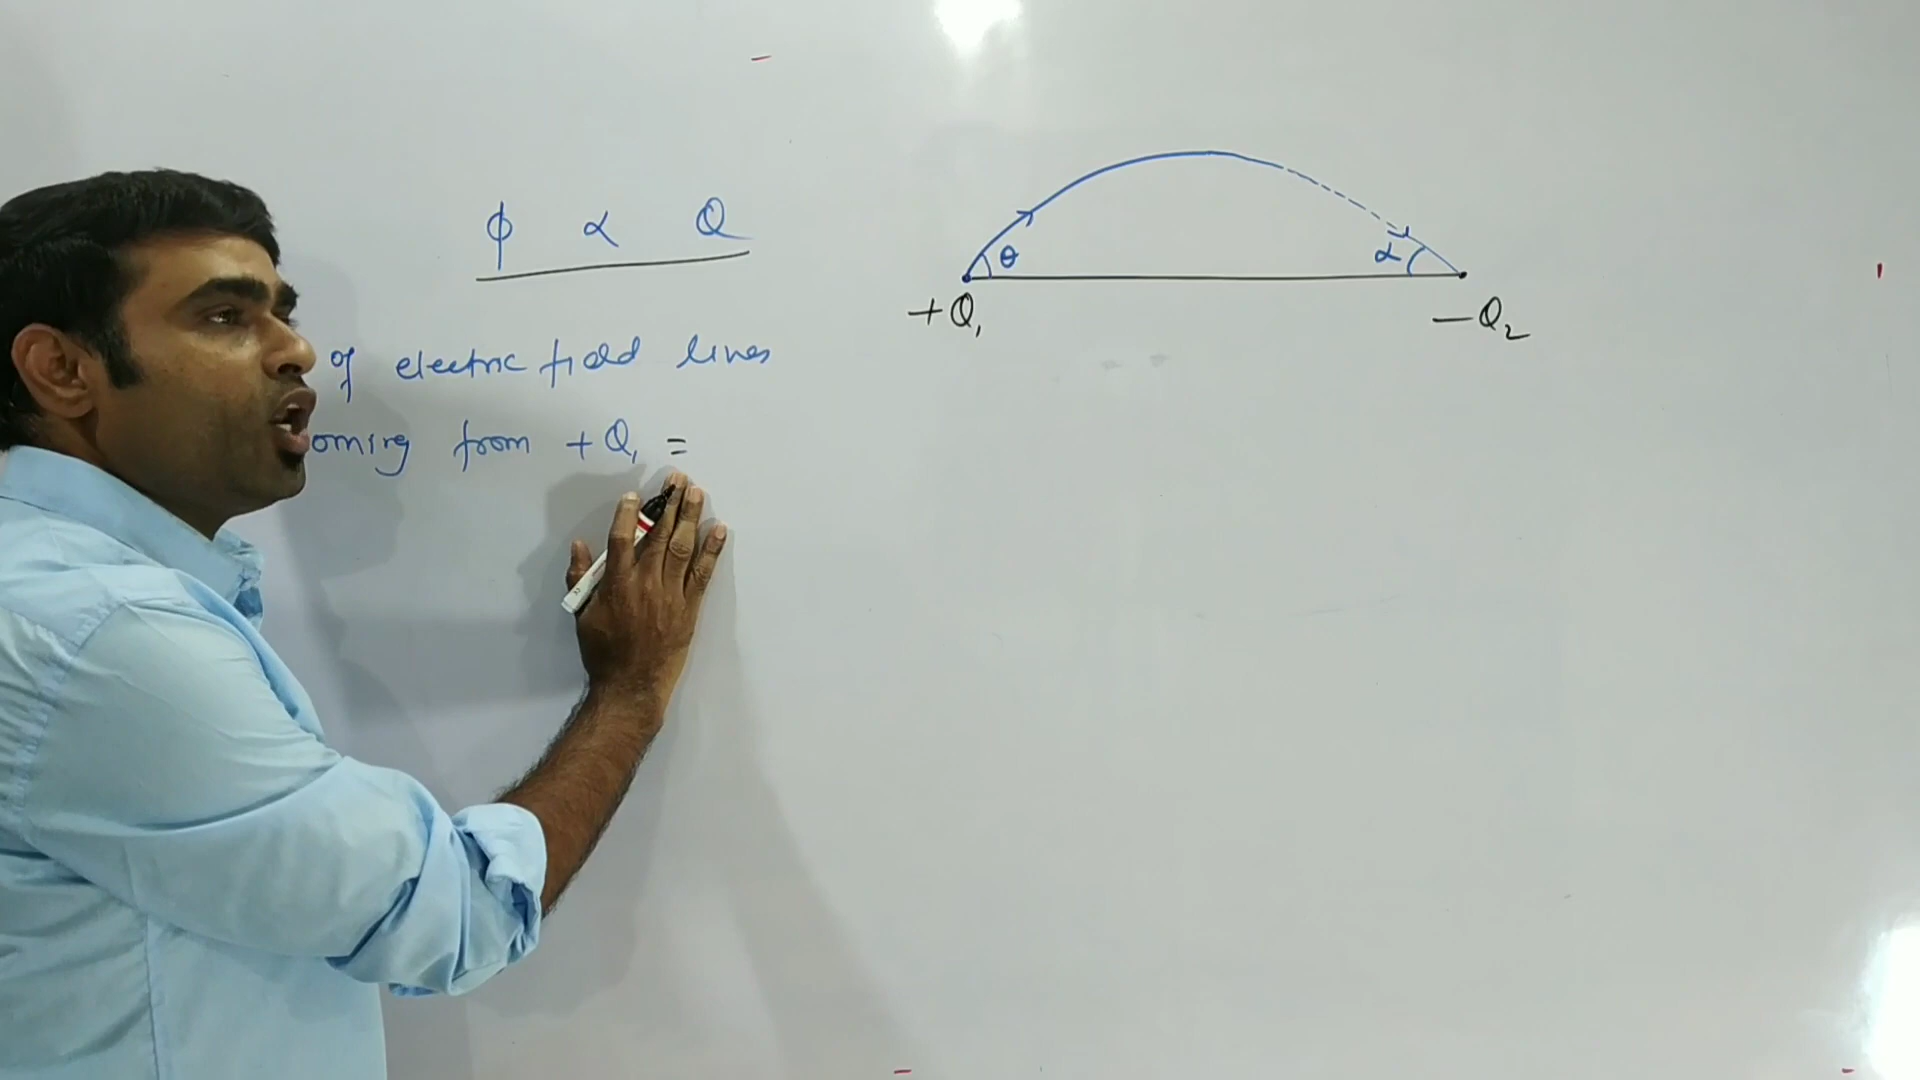 ϕ α Q
of electric field lines
oming from +Q₁ =
θ
α
+Q₁
−Q₂